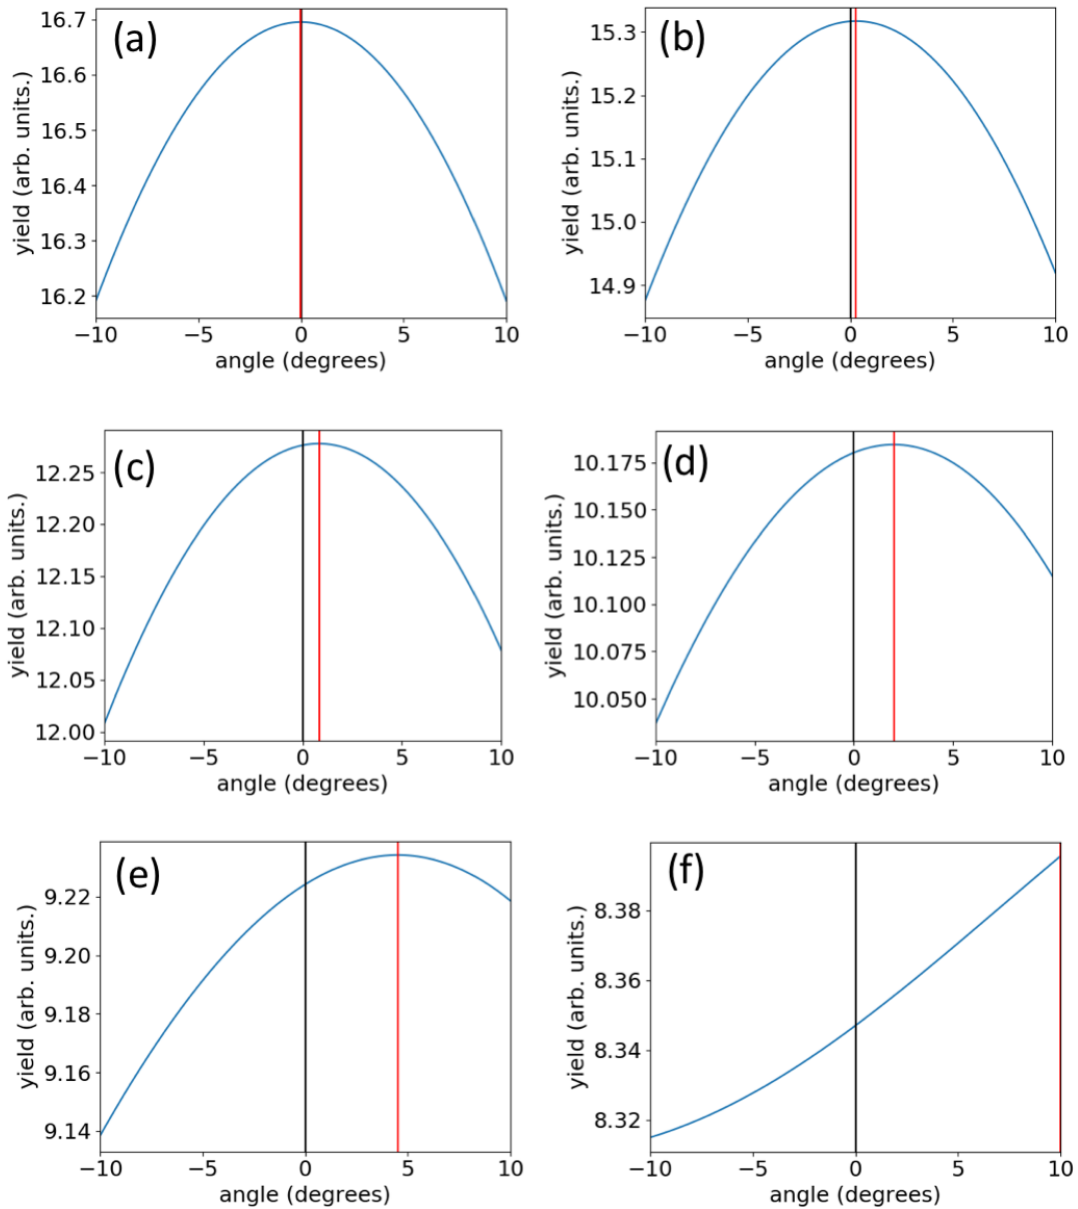 (a)
yield (arb. units.)
16.7
16.6
16.5
16.4
16.3
16.2
−10 −5 0 5 10
angle (degrees)
(b)
yield (arb. units.)
15.3
15.2
15.1
15.0
14.9
−10 −5 0 5 10
angle (degrees)
(c)
yield (arb. units.)
12.25
12.20
12.15
12.10
12.05
12.00
−10 −5 0 5 10
angle (degrees)
(d)
yield (arb. units.)
10.175
10.150
10.125
10.100
10.075
10.050
−10 −5 0 5 10
angle (degrees)
(e)
yield (arb. units.)
9.22
9.20
9.18
9.16
9.14
−10 −5 0 5 10
angle (degrees)
(f)
yield (arb. units.)
8.38
8.36
8.34
8.32
−10 −5 0 5 10
angle (degrees)